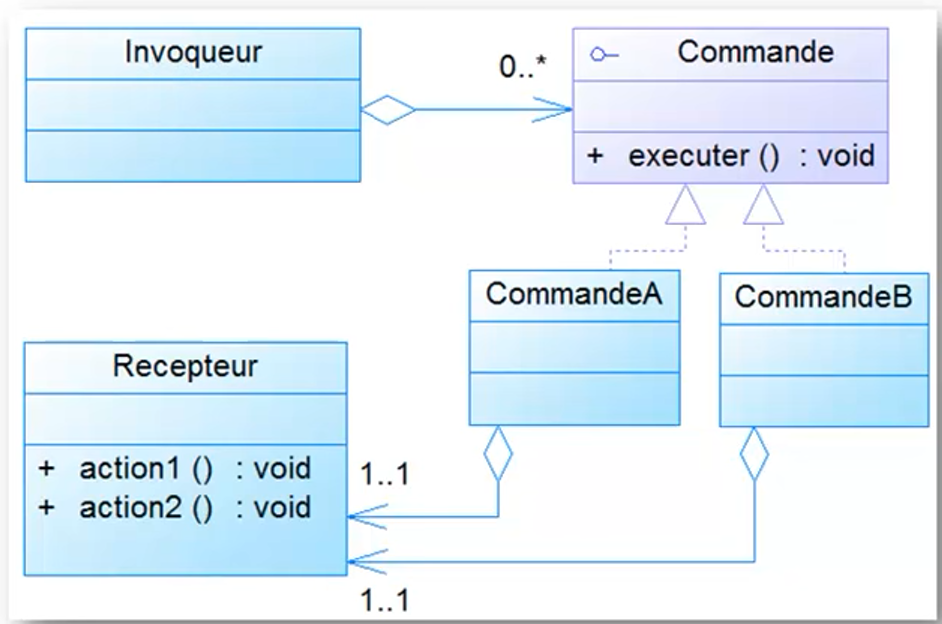 Invoqueur
0..*
Commande
+ executer () : void
CommandeA
CommandeB
Recepteur
+ action1 () : void
+ action2 () : void
1..1
1..1